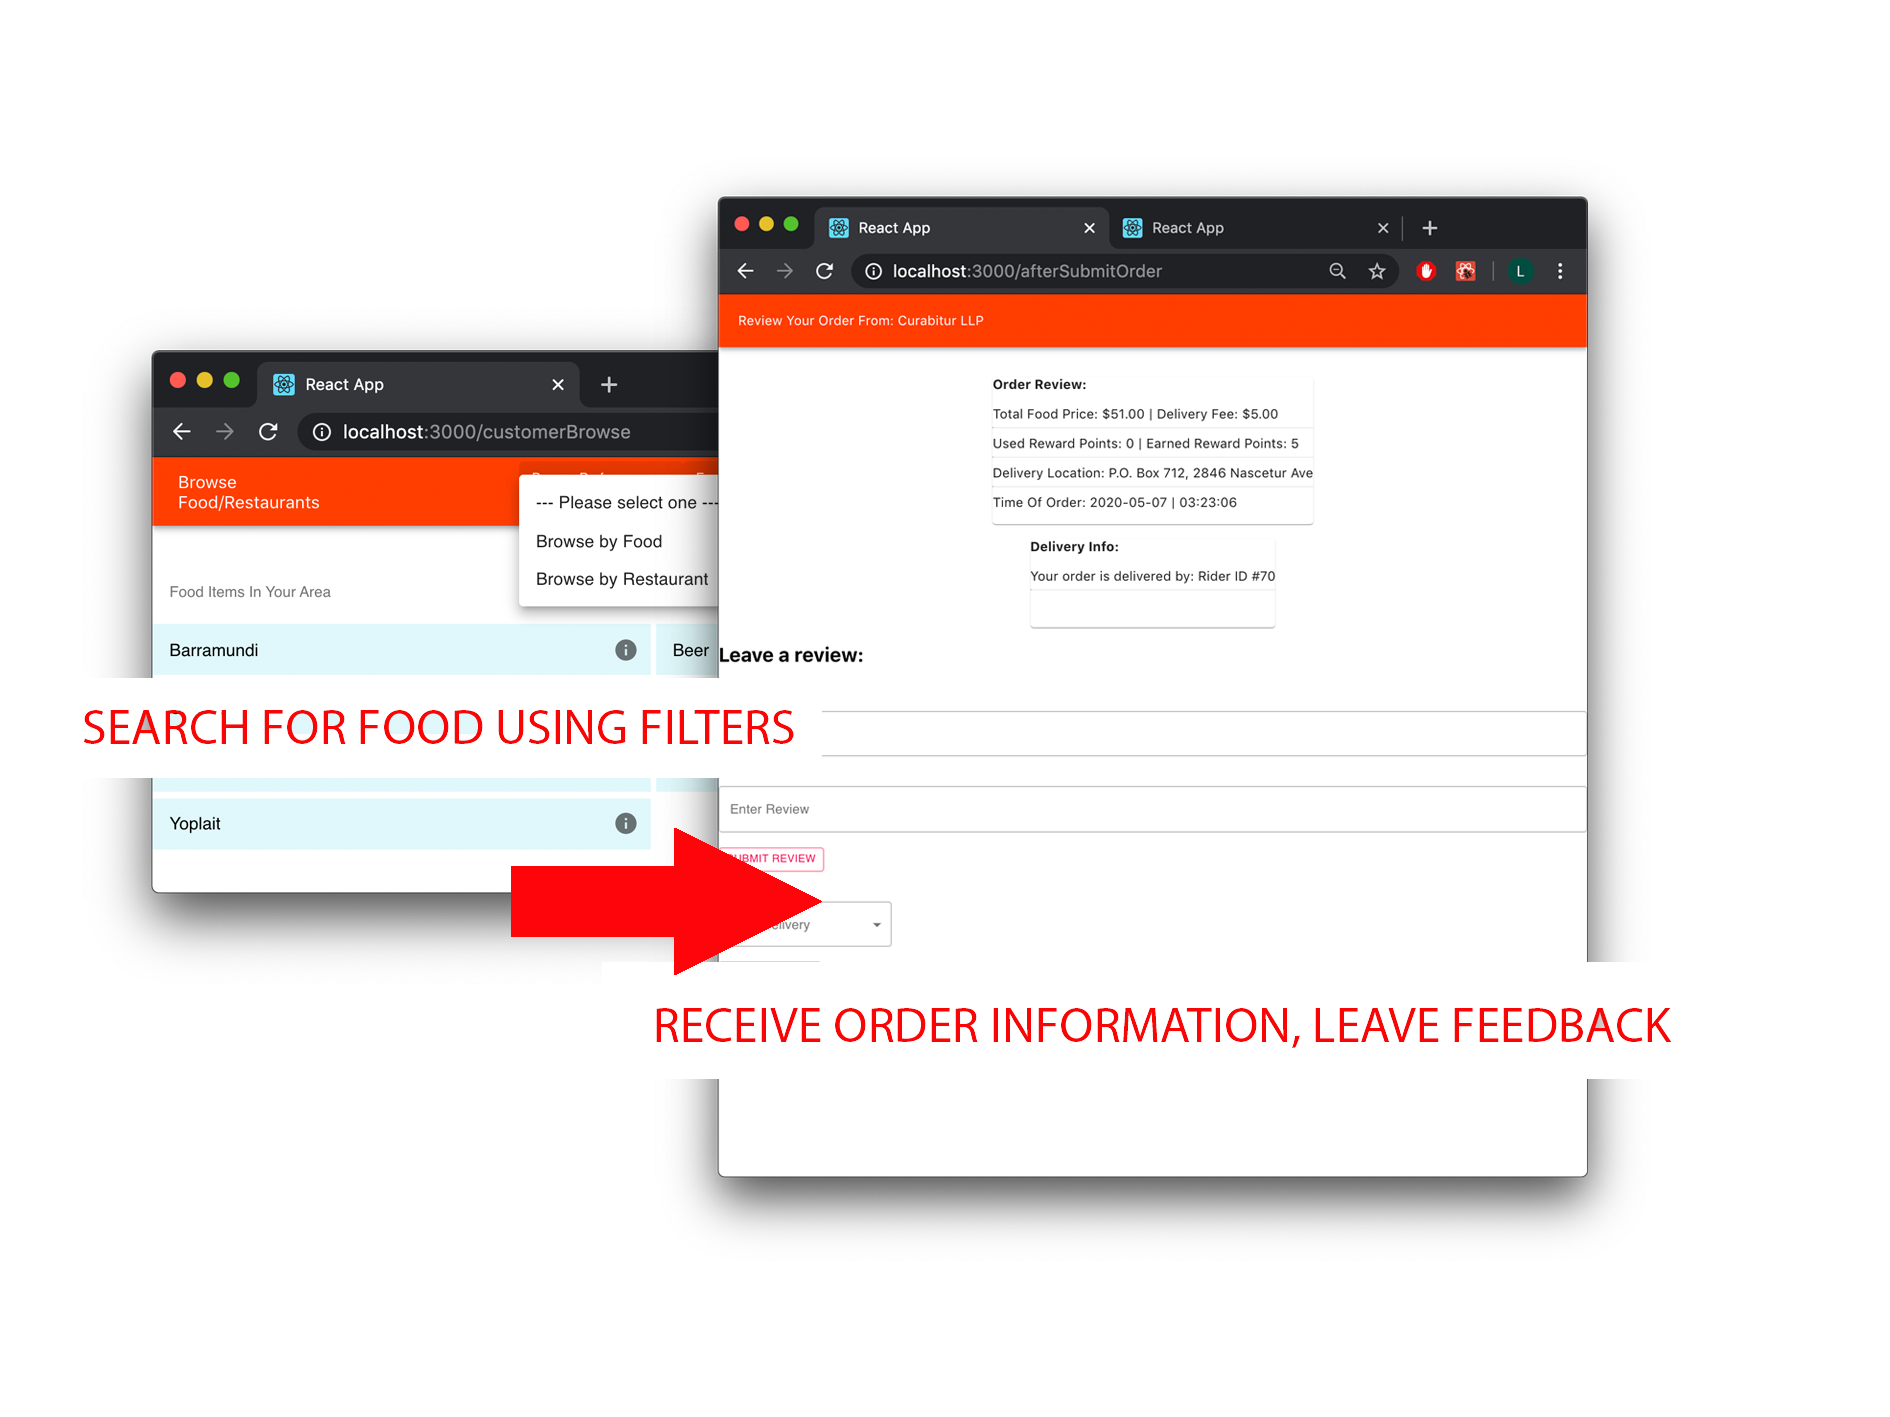 React App
localhost:3000/customerBrowse
Browse
Food/Restaurants
--- Please select one ---
Browse by Food
Browse by Restaurant
Food Items In Your Area
Barramundi
Beer
Yoplait
SEARCH FOR FOOD USING FILTERS
React App
React App
localhost:3000/afterSubmitOrder
L
Review Your Order From: Curabitur LLP
Order Review:
Total Food Price: $51.00 | Delivery Fee: $5.00
Used Reward Points: 0 | Earned Reward Points: 5
Delivery Location: P.O. Box 712, 2846 Nascetur Ave
Time Of Order: 2020-05-07 | 03:23:06
Delivery Info:
Your order is delivered by: Rider ID #70
Leave a review:
Enter Review
SUBMIT REVIEW
RECEIVE ORDER INFORMATION, LEAVE FEEDBACK